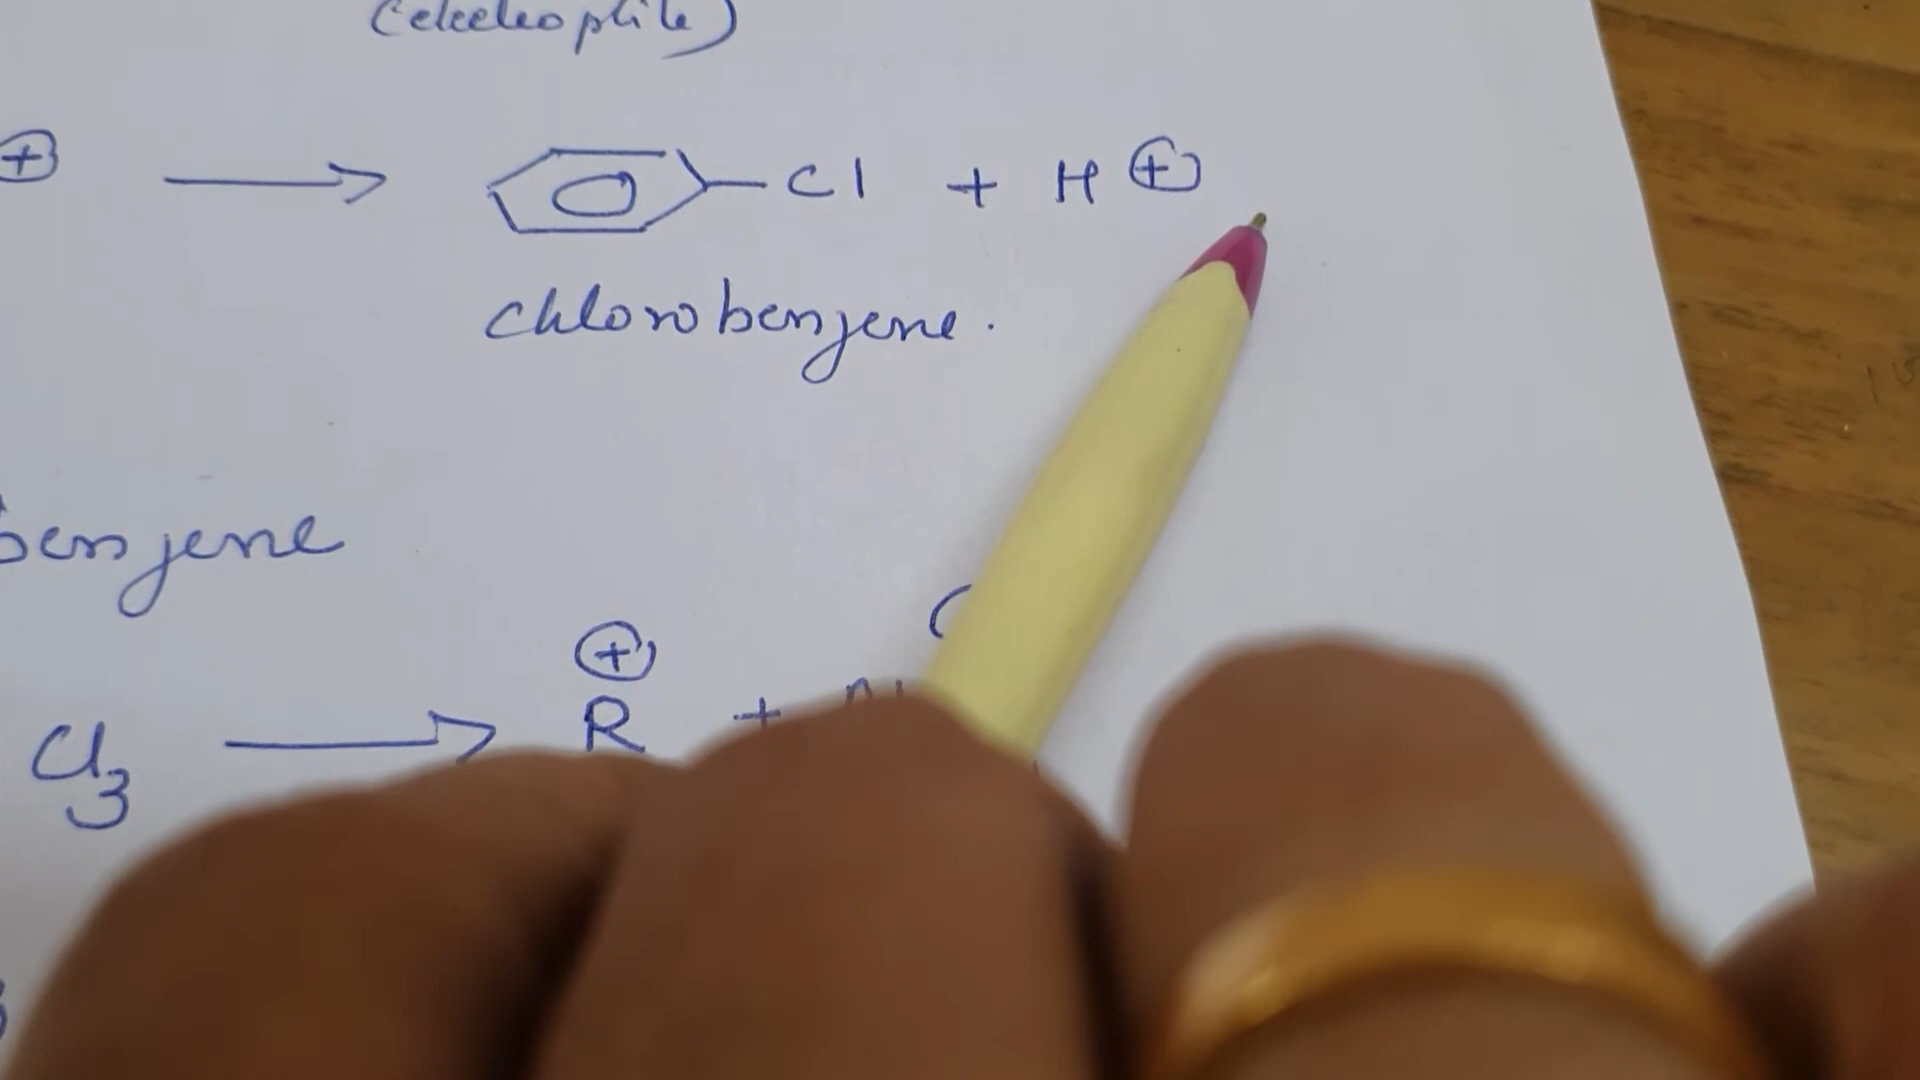 (electrophile)
⊕ ⟶ ⌬—Cl + H⊕
chlorobenzene.
benzene
Cl₃ ⟶ R⊕ +